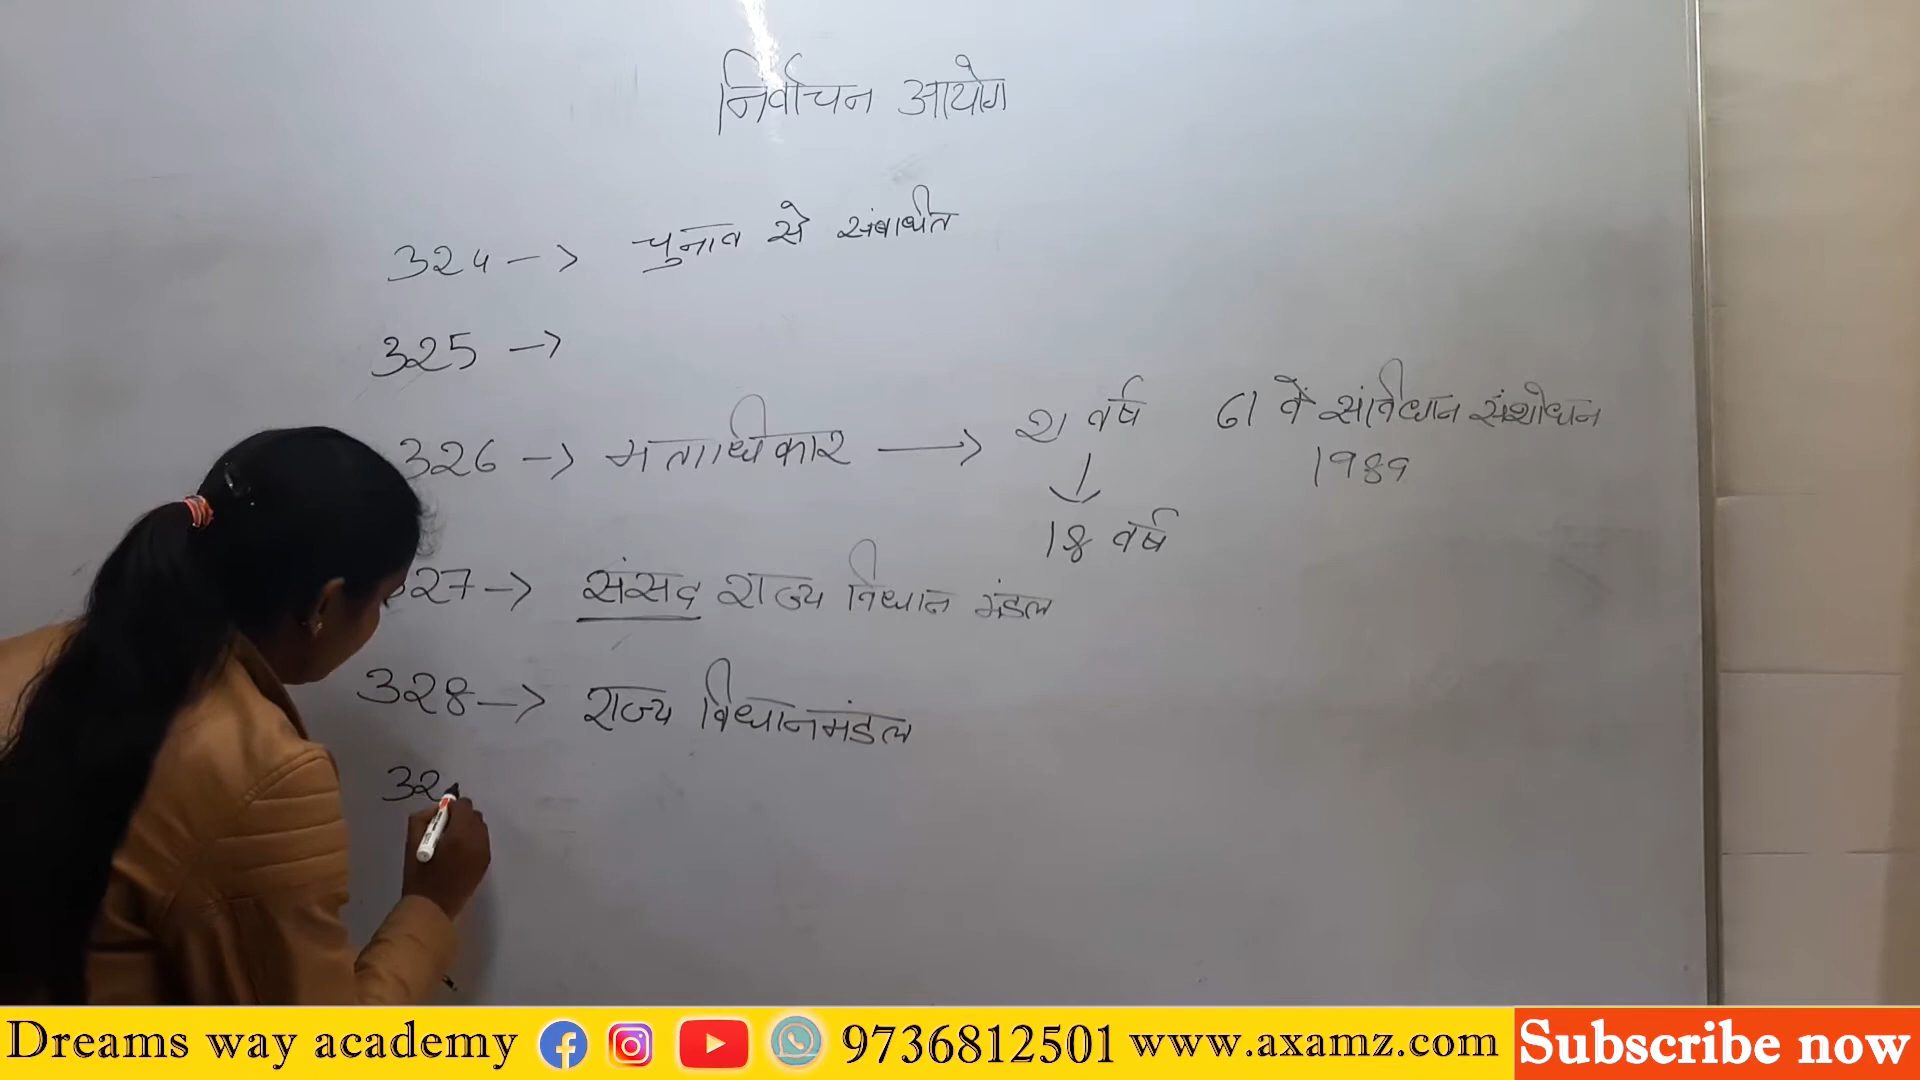 निर्वाचन आयोग
324 -> चुनाव से संबाधीत
325 ->
326 -> मताधिकार -> 21 वर्ष 61 वें संविधान संशोधन
1989
18 वर्ष
327 -> संसद राज्य विधान मंडल
328 -> राज्य विधानमंडल
32
Dreams way academy 9736812501 www.axamz.com Subscribe now